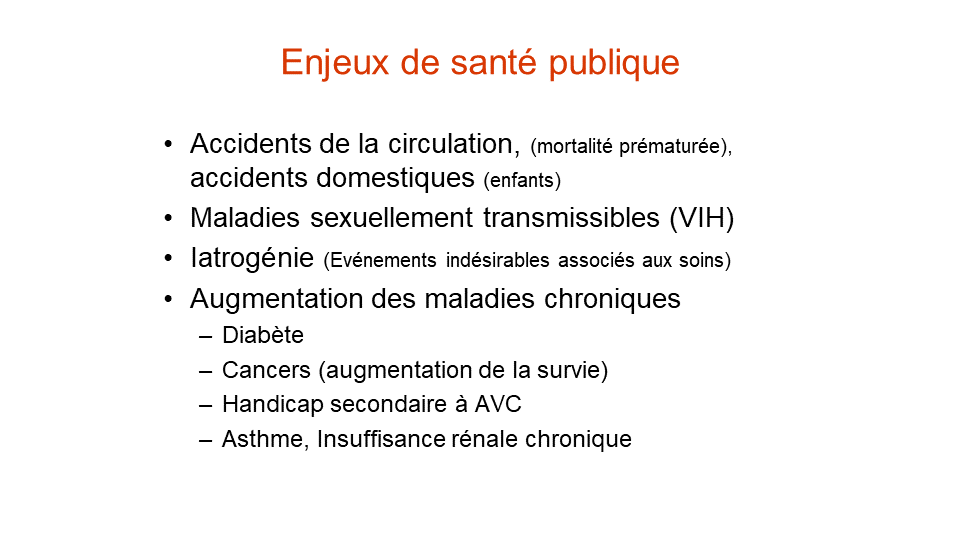 Enjeux de santé publique
• Accidents de la circulation, (mortalité prématurée),
accidents domestiques (enfants)
• Maladies sexuellement transmissibles (VIH)
• Iatrogénie (Evénements indésirables associés aux soins)
• Augmentation des maladies chroniques
– Diabète
– Cancers (augmentation de la survie)
– Handicap secondaire à AVC
– Asthme, Insuffisance rénale chronique